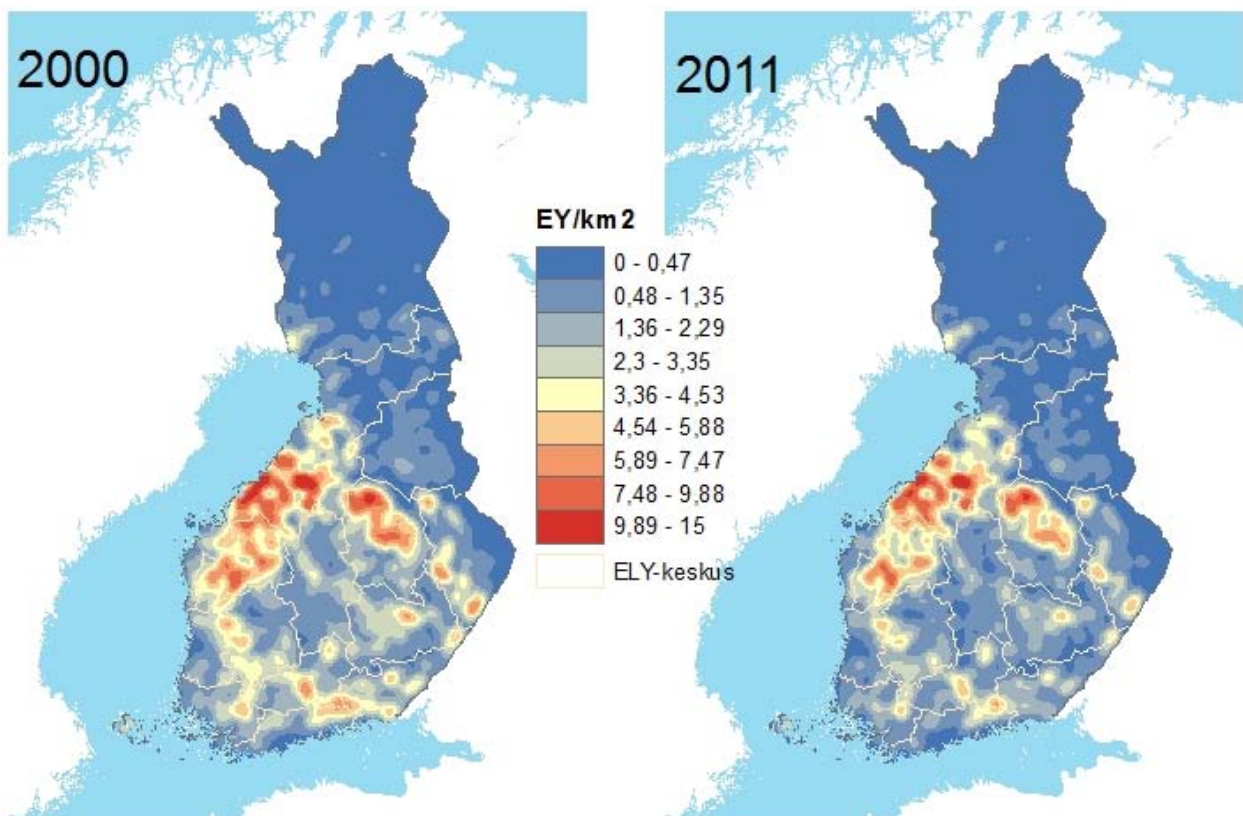 2000
2011
EY/km2
0 - 0,47
0,48 - 1,35
1,36 - 2,29
2,3 - 3,35
3,36 - 4,53
4,54 - 5,88
5,89 - 7,47
7,48 - 9,88
9,89 - 15
ELY-keskus